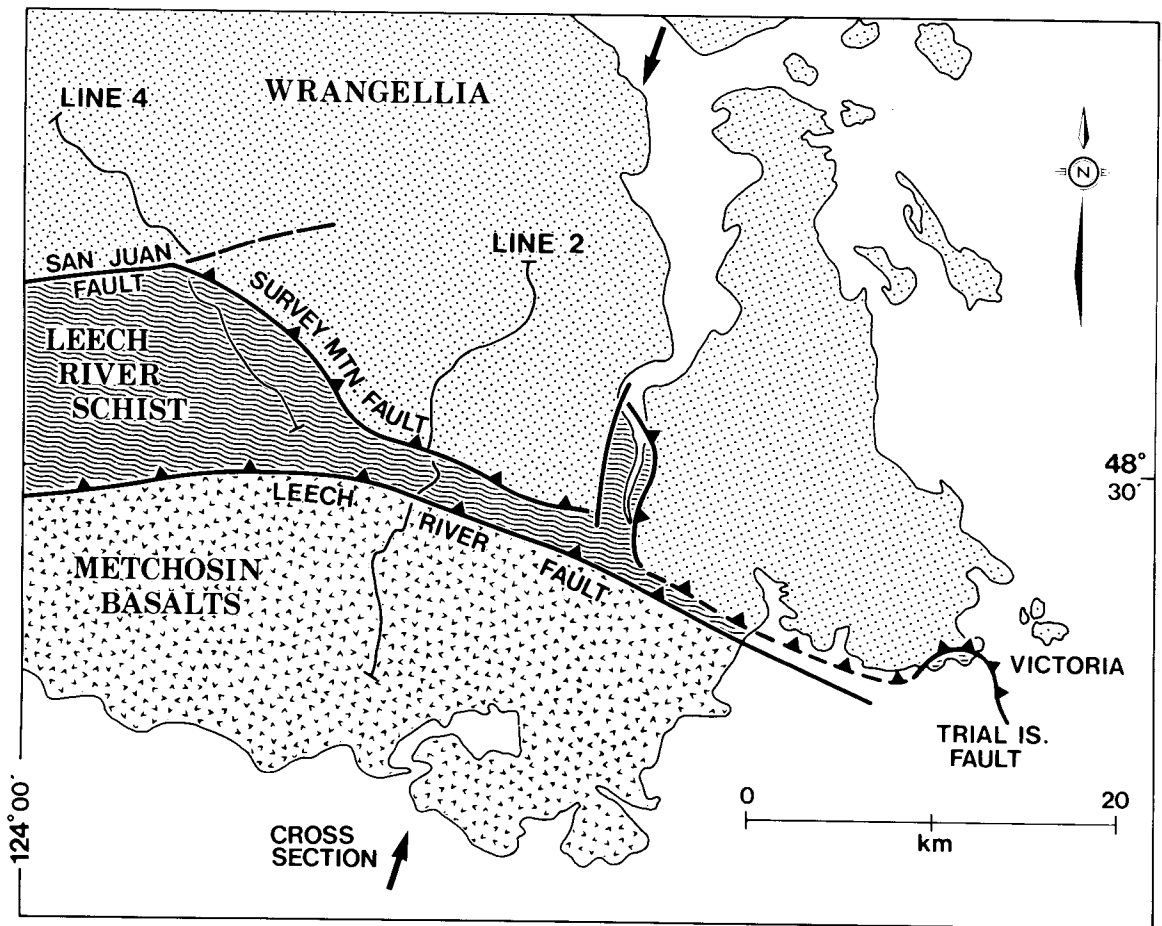 WRANGELLIA
LINE 4
N
LINE 2
SAN JUAN
FAULT
SURVEY MTN FAULT
LEECH
RIVER
SCHIST
48°
30´
LEECH RIVER FAULT
METCHOSIN
BASALTS
VICTORIA
TRIAL IS.
FAULT
124°00´
0 20
km
CROSS
SECTION